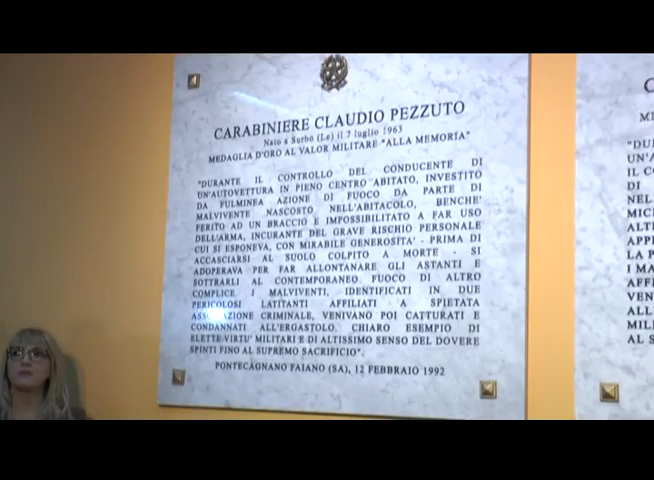 CARABINIERE CLAUDIO PEZZUTO
Nato a Surbo (Le) il 7 luglio 1963
MEDAGLIA D'ORO AL VALOR MILITARE "ALLA MEMORIA"
"DURANTE IL CONTROLLO DEL CONDUCENTE DI
UN'AUTOVETTURA IN PIENO CENTRO ABITATO, INVESTITO
DA FULMINEA AZIONE DI FUOCO DA PARTE DI
MALVIVENTE NASCOSTO NELL'ABITACOLO, BENCHE'
FERITO AD UN BRACCIO E IMPOSSIBILITATO A FAR USO
DELL'ARMA, INCURANTE DEL GRAVE RISCHIO PERSONALE
CUI SI ESPONEVA, CON MIRABILE GENEROSITA' - PRIMA DI
ACCASCIARSI AL SUOLO COLPITO A MORTE - SI
ADOPERAVA PER FAR ALLONTANARE GLI ASTANTI E
SOTTRARLI AL CONTEMPORANEO FUOCO DI ALTRO
COMPLICE. I MALVIVENTI, IDENTIFICATI IN DUE
PERICOLOSI LATITANTI AFFILIATI A SPIETATA
ASSOCIAZIONE CRIMINALE, VENIVANO POI CATTURATI E
CONDANNATI ALL'ERGASTOLO. CHIARO ESEMPIO DI
ELETTE VIRTU' MILITARI E DI ALTISSIMO SENSO DEL DOVERE
SPINTI FINO AL SUPREMO SACRIFICIO".
PONTECAGNANO FAIANO (SA), 12 FEBBRAIO 1992